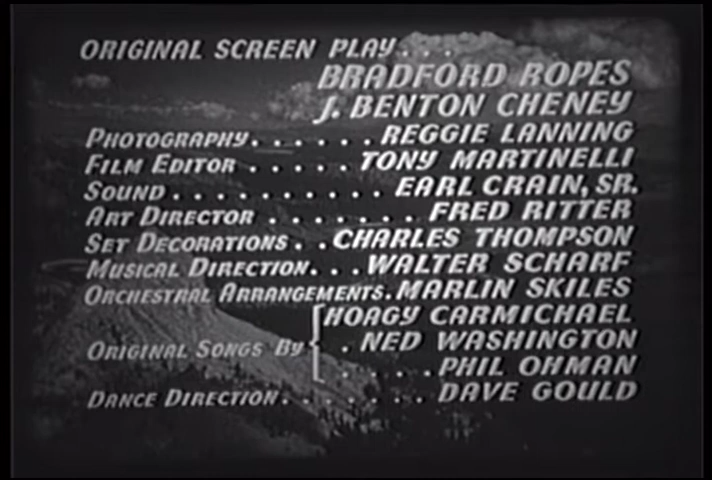 ORIGINAL SCREEN PLAY...
BRADFORD ROPES
J. BENTON CHENEY
PHOTOGRAPHY.......REGGIE LANNING
FILM EDITOR.....TONY MARTINELLI
SOUND..........EARL CRAIN, SR.
ART DIRECTOR.......FRED RITTER
SET DECORATIONS..CHARLES THOMPSON
MUSICAL DIRECTION...WALTER SCHARF
ORCHESTRAL ARRANGEMENTS.MARLIN SKILES
HOAGY CARMICHAEL
ORIGINAL SONGS BY .NED WASHINGTON
....PHIL OHMAN
DANCE DIRECTION.......DAVE GOULD